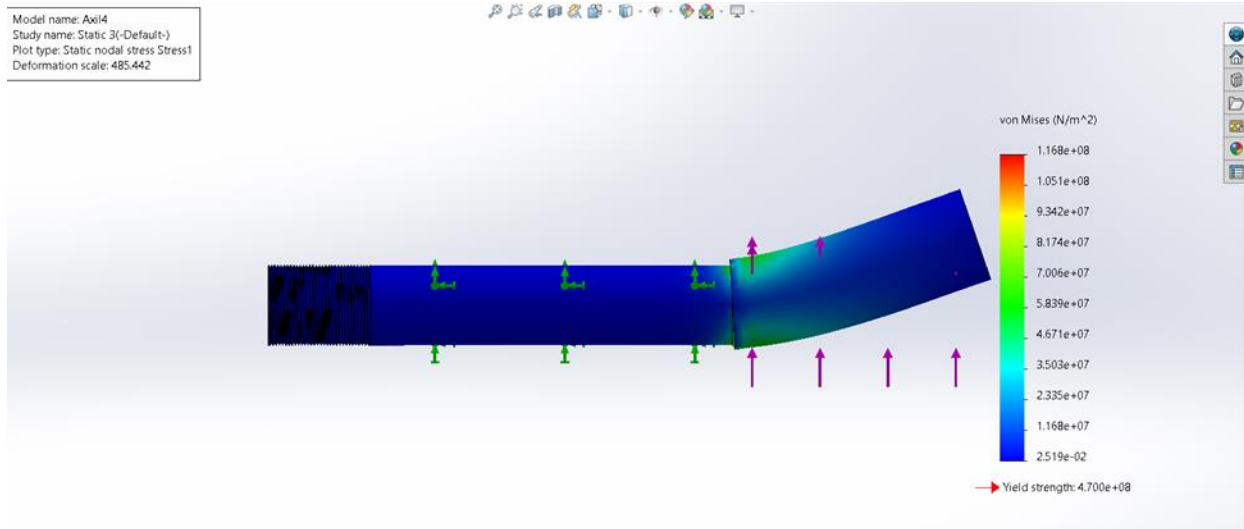 Model name: Axil4
Study name: Static 3(-Default-)
Plot type: Static nodal stress Stress1
Deformation scale: 485.442
von Mises (N/m^2)
1.168e+08
1.051e+08
9.342e+07
8.174e+07
7.006e+07
5.839e+07
4.671e+07
3.503e+07
2.335e+07
1.168e+07
2.519e-02
Yield strength: 4.700e+08